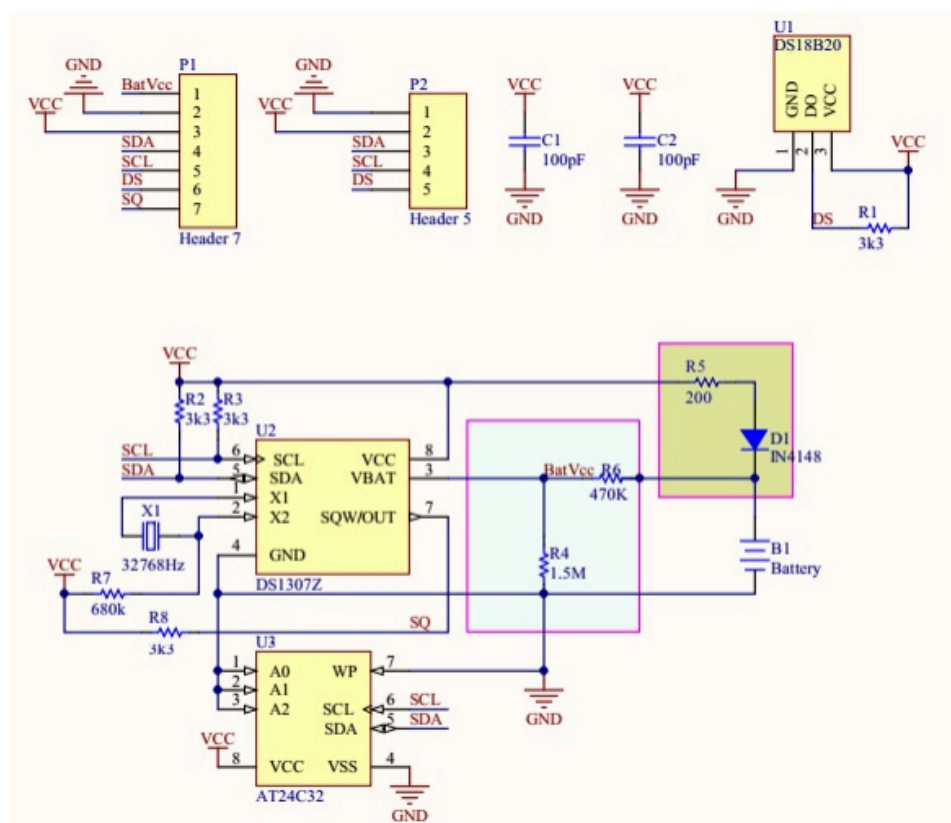 GND
P1
BatVcc
1
VCC
2
3
SDA
4
SCL
5
DS
6
SQ
7
Header 7
GND
P2
VCC
1
2
SDA
3
SCL
4
DS
5
Header 5
VCC
C1
100pF
GND
VCC
C2
100pF
GND
U1
DS18B20
GND
DO
VCC
1
2
3
VCC
GND
DS
R1
3k3
VCC
R2
3k3
R3
3k3
U2
SCL
6
SCL
VCC
8
SDA
5
SDA
VBAT
3
1
X1
2
X2
SQW/OUT
7
X1
32768Hz
4
GND
DS1307Z
VCC
R7
680k
R8
3k3
SQ
BatVcc
R6
470K
R4
1.5M
R5
200
D1
IN4148
B1
Battery
U3
1
A0
WP
7
2
A1
3
A2
SCL
6
SCL
SDA
5
SDA
VCC
8
VCC
VSS
4
AT24C32
GND
GND